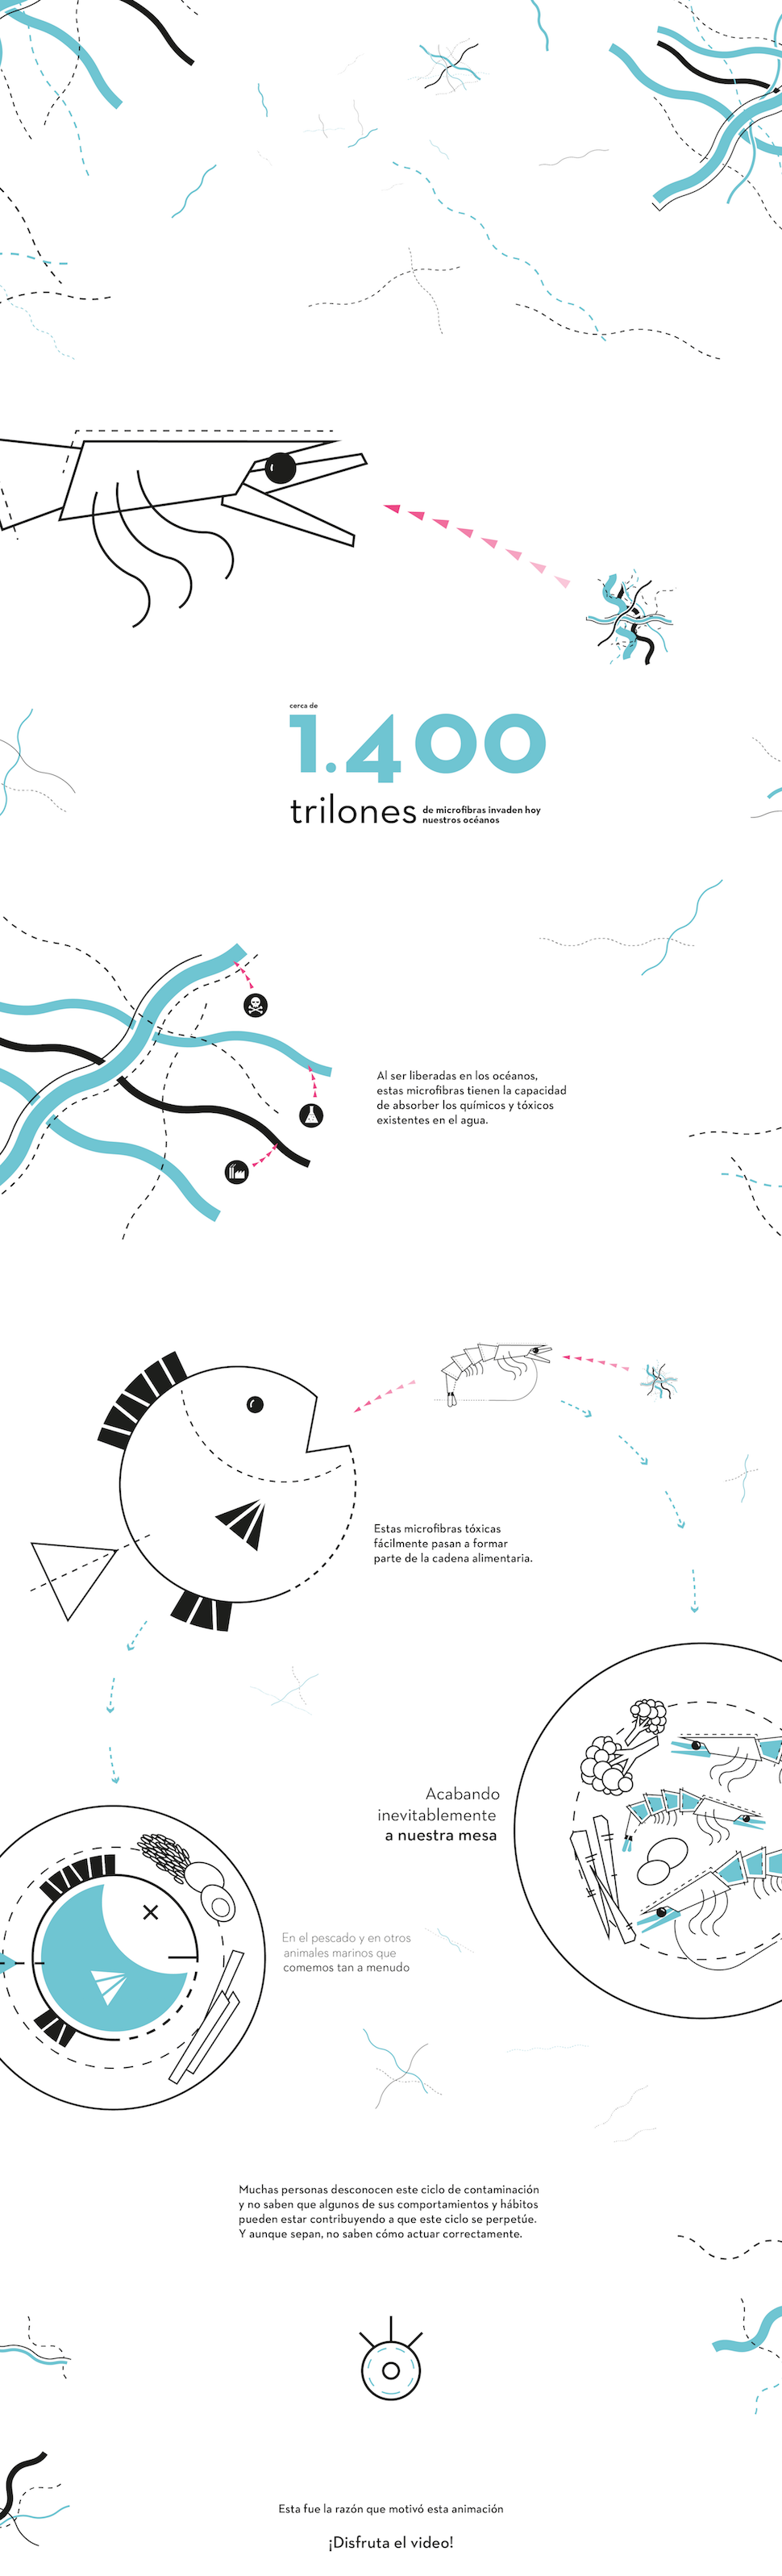 cerca de
1.400
trilones de microfibras invaden hoy
nuestros océanos
Al ser liberadas en los océanos,
estas microfibras tienen la capacidad
de absorber los químicos y tóxicos
existentes en el agua.
Estas microfibras tóxicas
fácilmente pasan a formar
parte de la cadena alimentaria.
Acabando
inevitablemente
a nuestra mesa
En el pescado y en otros
animales marinos que
comemos tan a menudo
Muchas personas desconocen este ciclo de contaminación
y no saben que algunos de sus comportamientos y hábitos
pueden estar contribuyendo a que este ciclo se perpetúe.
Y aunque sepan, no saben cómo actuar correctamente.
Esta fue la razón que motivó esta animación
¡Disfruta el video!